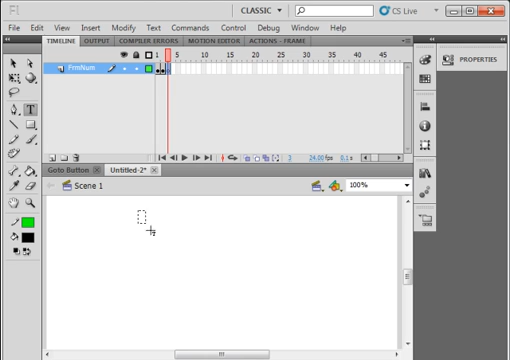 Fl CLASSIC CS Live
File Edit View Insert Modify Text Commands Control Debug Window Help
TIMELINE OUTPUT COMPILER ERRORS MOTION EDITOR ACTIONS - FRAME
PROPERTIES
1 5 10 15 20 25 30 35 40 45
FrmNum
3 24.00 fps 0.1 s
Goto Button Untitled-2*
Scene 1 100%